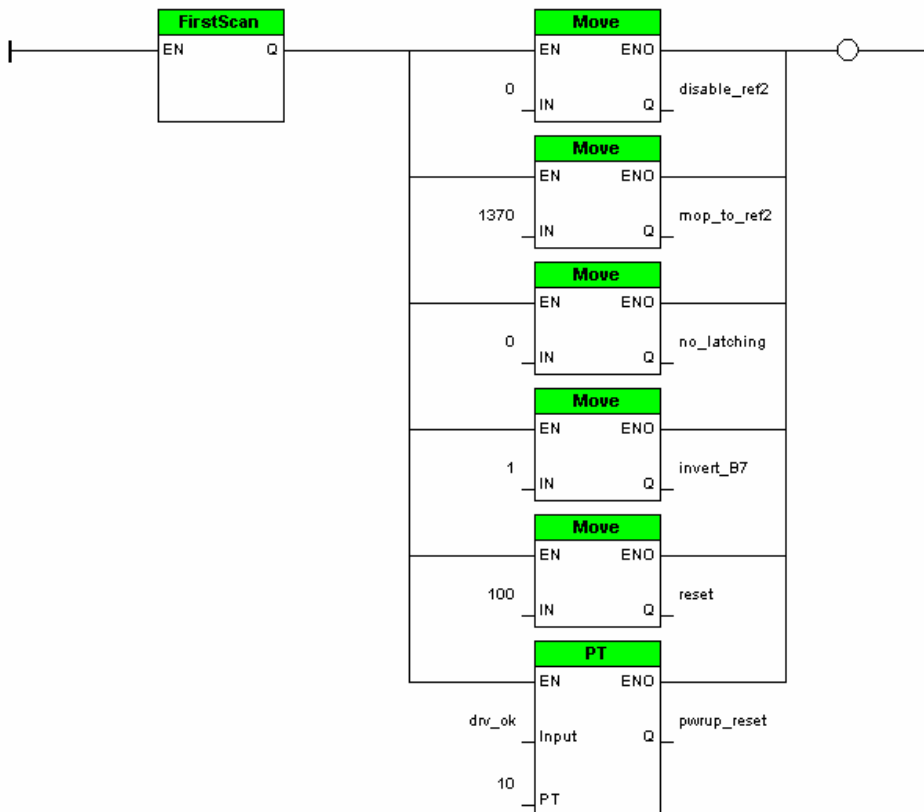 FirstScan Move
EN Q EN ENO
0 disable_ref2
IN Q
Move
EN ENO
1370 mop_to_ref2
IN Q
Move
EN ENO
0 no_latching
IN Q
Move
EN ENO
1 invert_B7
IN Q
Move
EN ENO
100 reset
IN Q
PT
EN ENO
drv_ok pwrup_reset
Input Q
10
PT